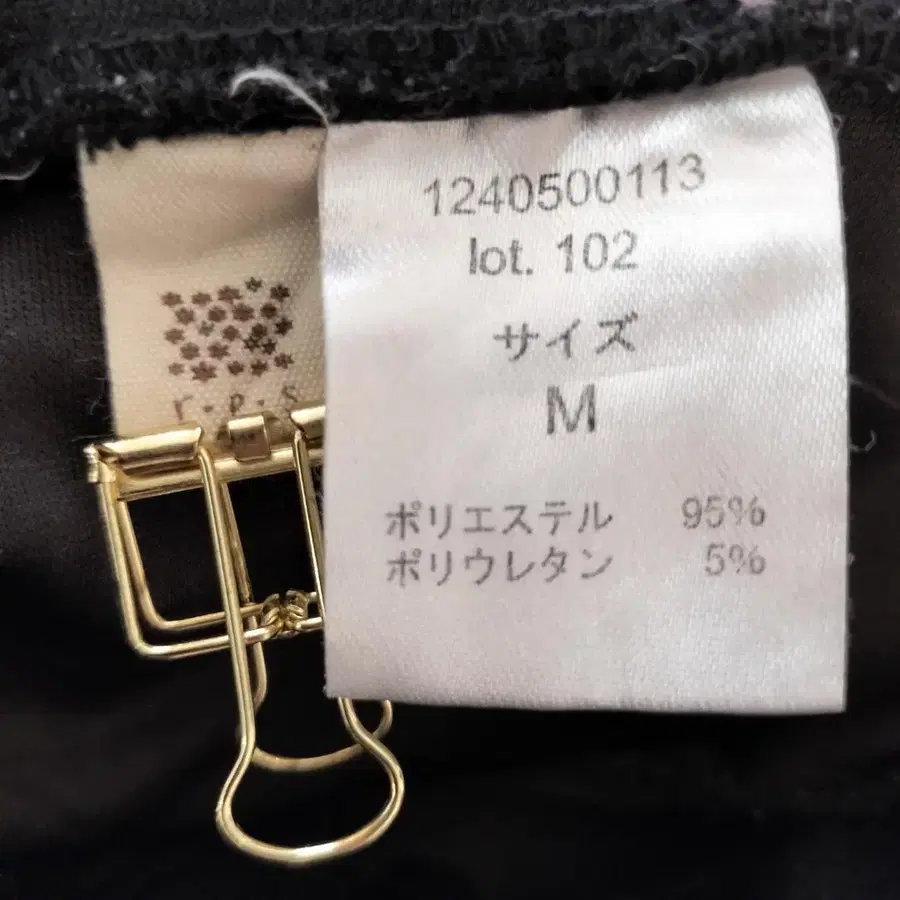 1240500113
lot. 102
サイズ
M
ポリエステル 95%
ポリウレタン 5%
r・p・s